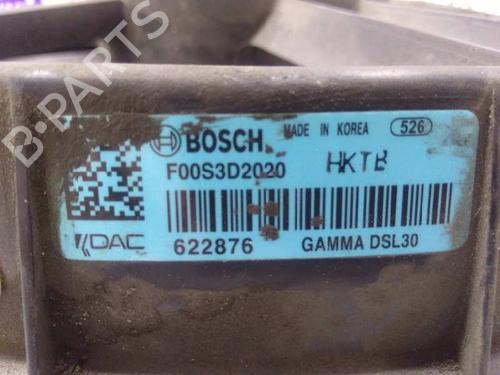 BOSCH
MADE IN KOREA
526
F00S3D2020
HKTB
DAC
622876
GAMMA DSL30
B-PARTS